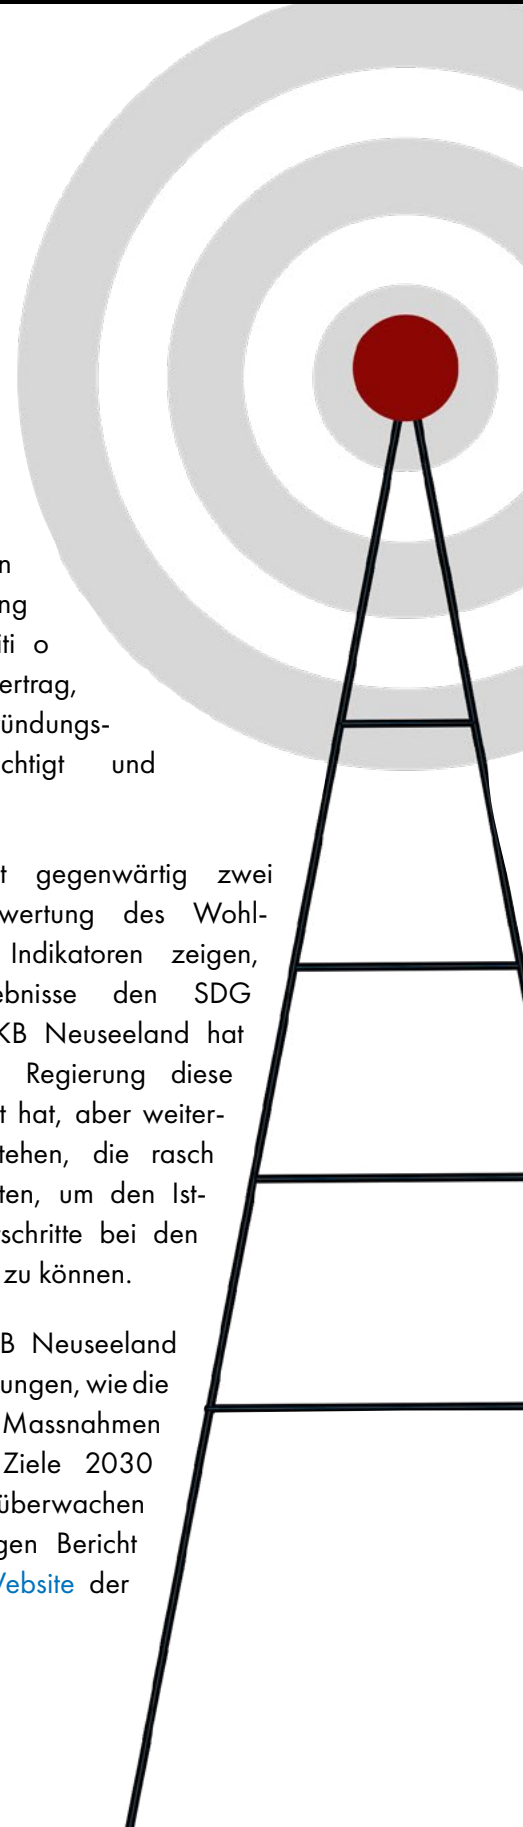 n
ng
iti o
ertrag,
ündungs-
chtigt und
t gegenwärtig zwei
wertung des Wohl-
Indikatoren zeigen,
ebnisse den SDG
KB Neuseeland hat
Regierung diese
t hat, aber weiter-
tehen, die rasch
ten, um den Ist-
tschritte bei den
zu können.
B Neuseeland
ungen, wie die
Massnahmen
Ziele 2030
überwachen
gen Bericht
Website der